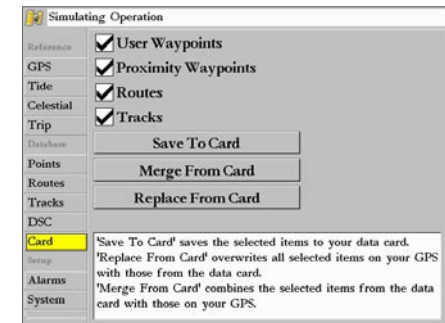 Simulating Operation
Reference
GPS
Tide
Celestial
Trip
Database
Points
Routes
Tracks
DSC
Card
Setup
Alarms
System
User Waypoints
Proximity Waypoints
Routes
Tracks
Save To Card
Merge From Card
Replace From Card
'Save To Card' saves the selected items to your data card.
'Replace From Card' overwrites all selected items on your GPS
with those from the data card.
'Merge From Card' combines the selected items from the data
card with those on your GPS.